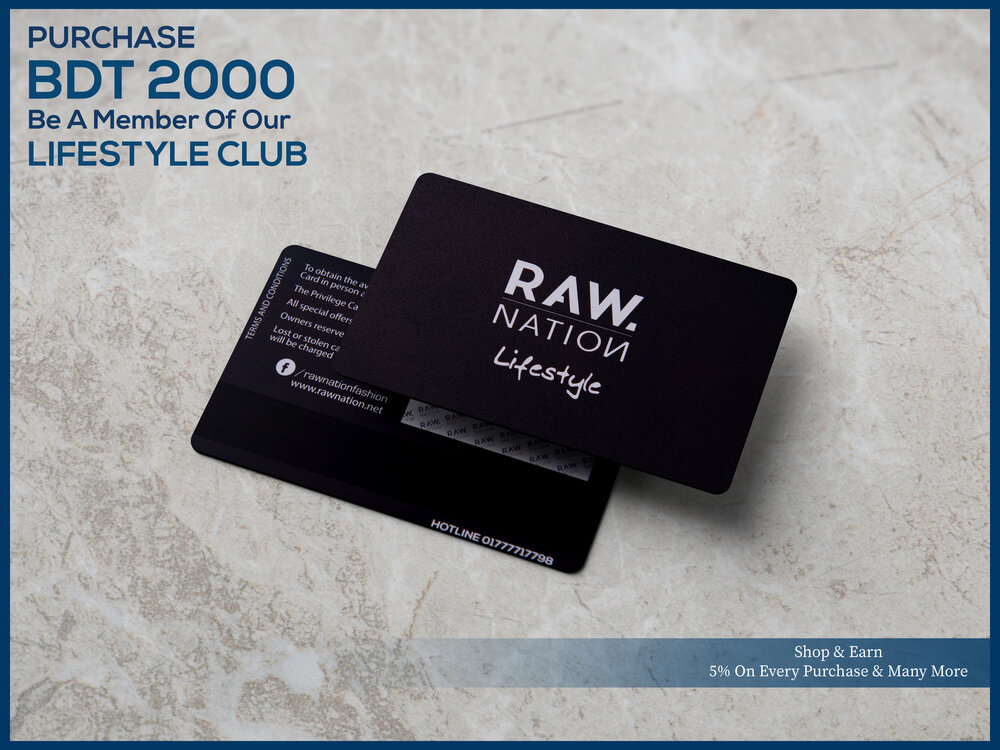 PURCHASE
BDT 2000
Be A Member Of Our
LIFESTYLE CLUB
RAW.
NATION
Lifestyle
TERMS AND CONDITIONS
To obtain the
Card in person
The Privilege
All special offers
Owners reserve
Lost or stolen
will be charged
f /rawnationfashion
www.rawnation.net
HOTLINE 01777717798
Shop & Earn
5% On Every Purchase & Many More